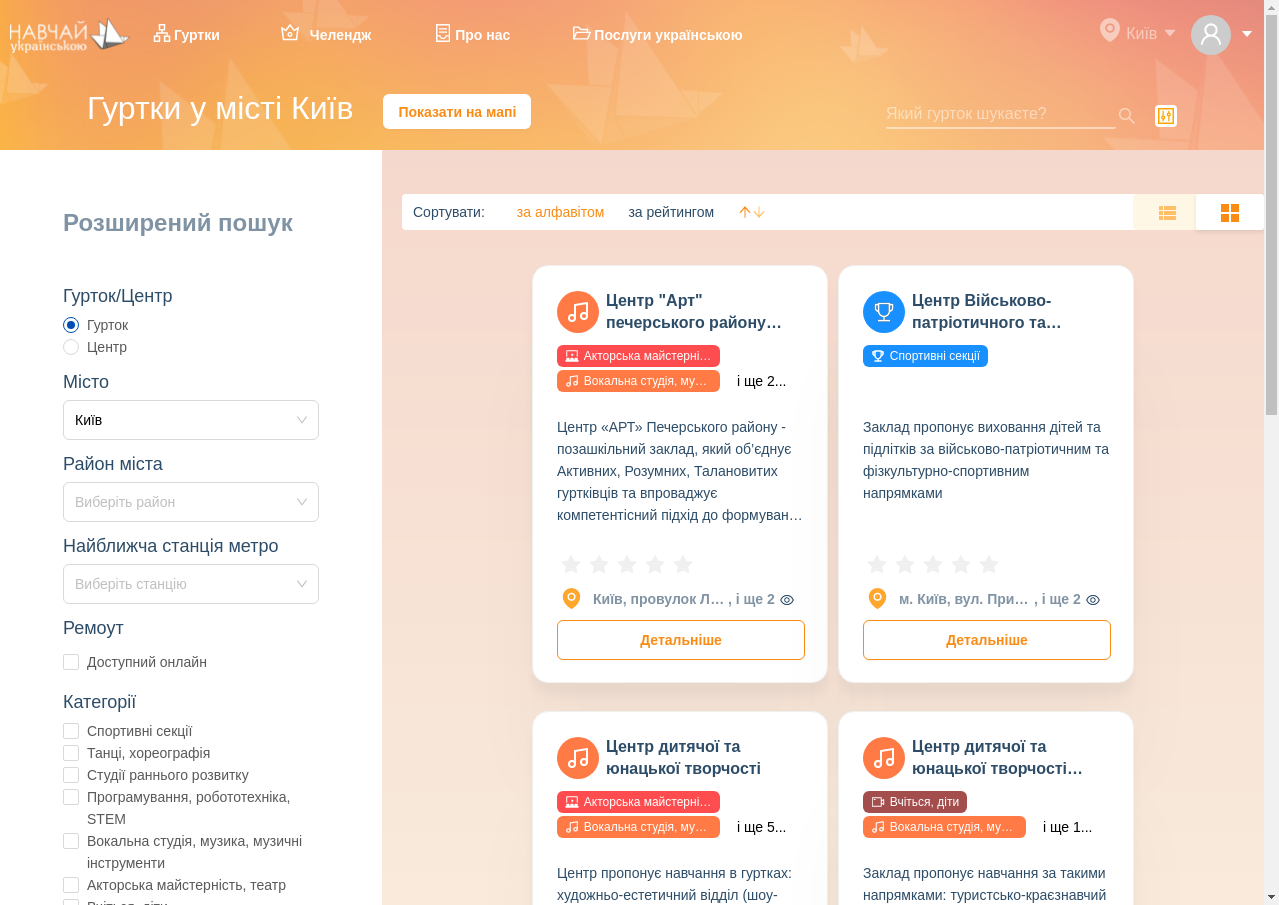 НАВЧАЙ
українською
Гуртки
Челендж
Про нас
Послуги українською
Київ
Гуртки у місті Київ
Показати на мапі
Який гурток шукаєте?
Розширений пошук
Гурток/Центр
Гурток
Центр
Місто
Київ
Район міста
Виберіть район
Найближча станція метро
Виберіть станцію
Ремоут
Доступний онлайн
Категорії
Спортивні секції
Танці, хореографія
Студії раннього розвитку
Програмування, робототехніка,
STEM
Вокальна студія, музика, музичні
інструменти
Акторська майстерність, театр
Вчіться, діти
Сортувати:
за алфавітом
за рейтингом
Центр "Арт"
печерського району…
Акторська майстерні…
Вокальна студія, му…
і ще 2...
Центр «АРТ» Печерського району -
позашкільний заклад, який об’єднує
Активних, Розумних, Талановитих
гуртківців та впроваджує
компетентісний підхід до формуван…
Київ, провулок Л… , і ще 2
Детальніше
Центр Військово-
патріотичного та…
Спортивні секції
Заклад пропонує виховання дітей та
підлітків за військово-патріотичним та
фізкультурно-спортивним
напрямками
м. Київ, вул. При… , і ще 2
Детальніше
Центр дитячої та
юнацької творчості
Акторська майстерні…
Вокальна студія, му…
і ще 5...
Центр пропонує навчання в гуртках:
художньо-естетичний відділ (шоу-
Центр дитячої та
юнацької творчості…
Вчіться, діти
Вокальна студія, му…
і ще 1...
Заклад пропонує навчання за такими
напрямками: туристсько-краєзнавчий